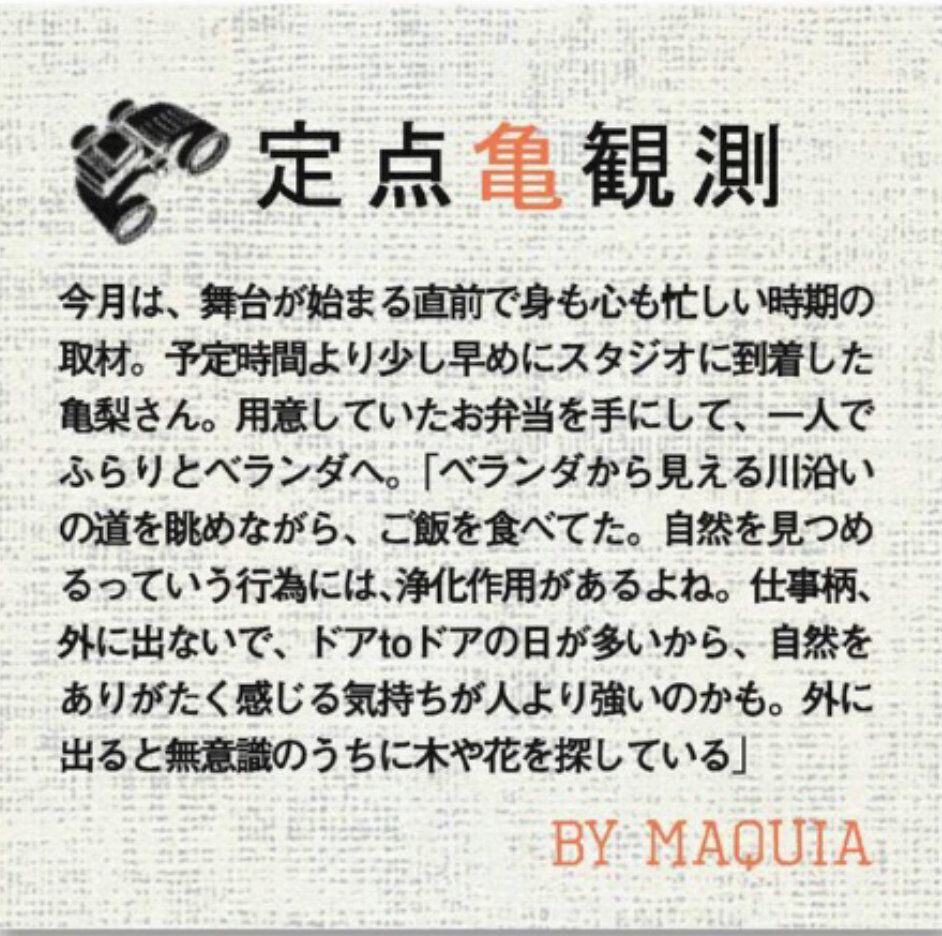 定点亀観測
今月は、舞台が始まる直前で身も心も忙しい時期の
取材。予定時間より少し早めにスタジオに到着した
亀梨さん。用意していたお弁当を手にして、一人で
ふらりとベランダへ。「ベランダから見える川沿い
の道を眺めながら、ご飯を食べてた。自然を見つめ
るっていう行為には、浄化作用があるよね。仕事柄、
外に出ないで、ドアtoドアの日が多いから、自然を
ありがたく感じる気持ちが人より強いのかも。外に
出ると無意識のうちに木や花を探している」
BY MAQUIA